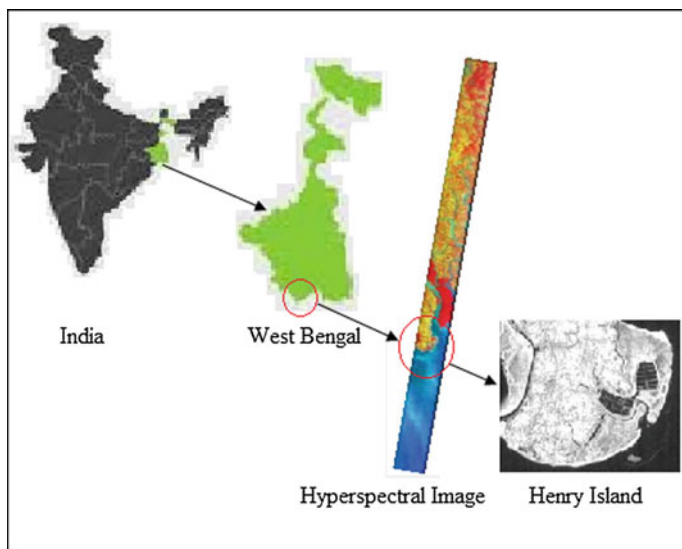 India
West Bengal
Hyperspectral Image
Henry Island